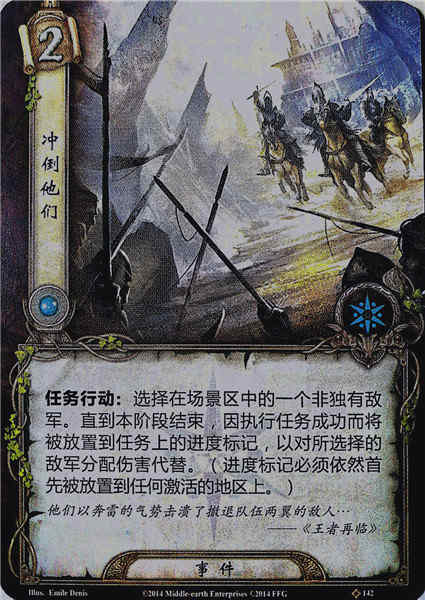 2
冲倒他们
任务行动：选择在场景区中的一个非独有敌
军。直到本阶段结束，因执行任务成功而将
被放置到任务上的进度标记，以对所选择的
敌军分配伤害代替。（进度标记必须依然首
先被放置到任何激活的地区上。）
他们以奔雷的气势击溃了撤退队伍两翼的敌人…
——《王者再临》
事件
Illus. Emile Denis
©2014 Middle-earth Enterprises ©2014 FFG
142